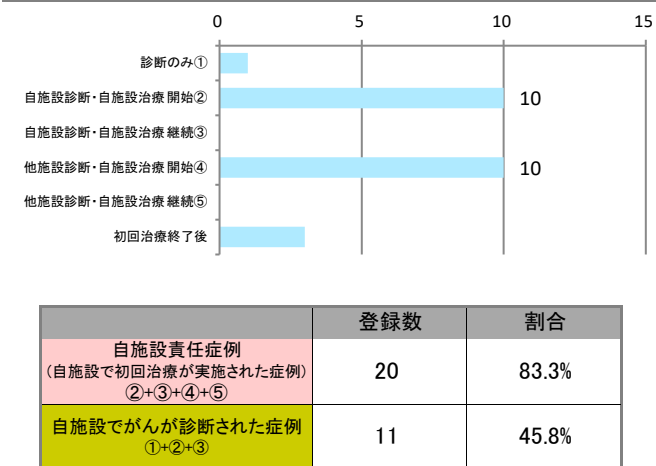 0 5 10 15
診断のみ①
自施設診断・自施設治療 開始② 10
自施設診断・自施設治療 継続③
他施設診断・自施設治療 開始④ 10
他施設診断・自施設治療 継続⑤
初回治療終了後
登録数 割合
自施設責任症例
(自施設で初回治療が実施された症例)
②+③+④+⑤
20 83.3%
自施設でがんが診断された症例
①+②+③
11 45.8%